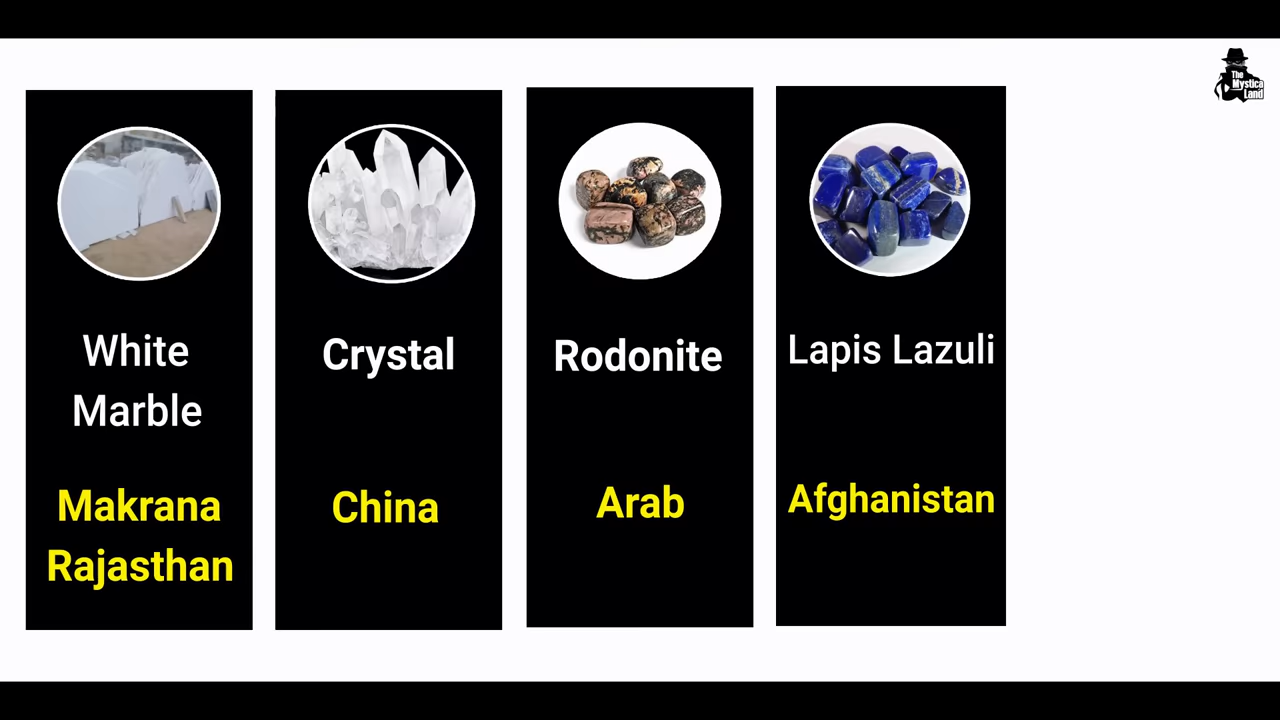 The
Mystica
Land
White
Marble
Makrana
Rajasthan
Crystal
China
Rodonite
Arab
Lapis Lazuli
Afghanistan